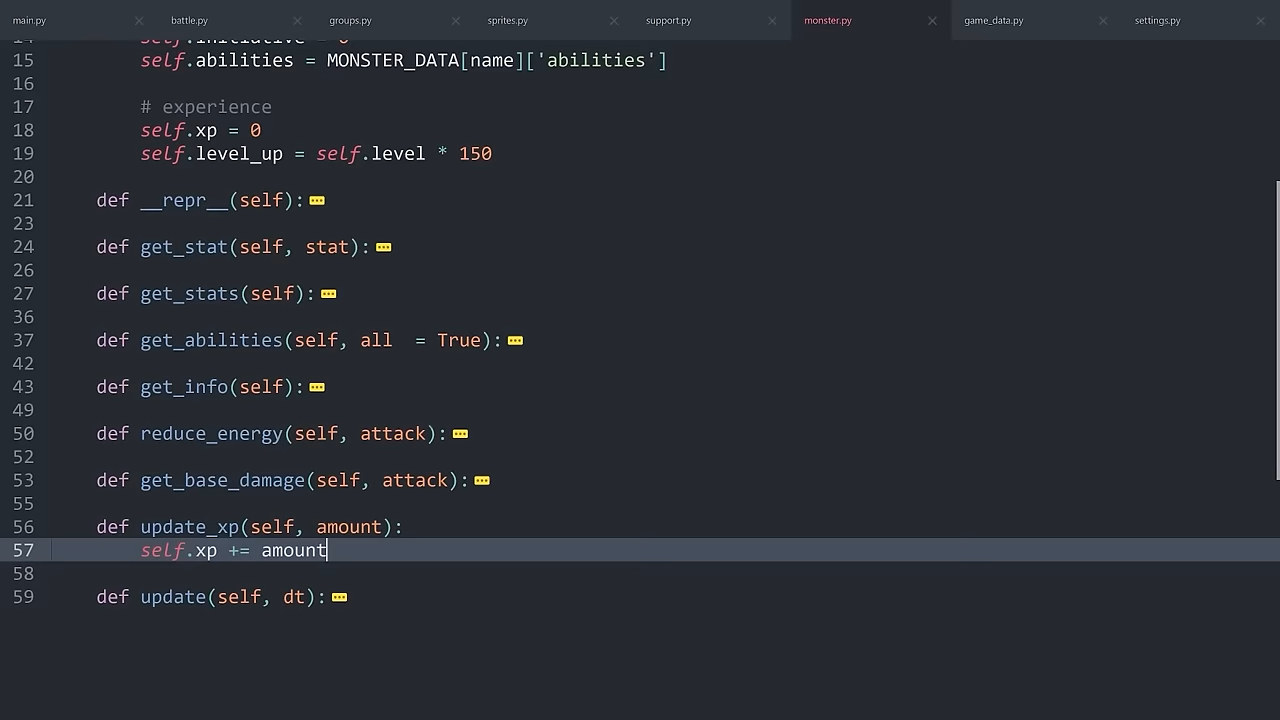 main.py battle.py groups.py sprites.py support.py monster.py game_data.py settings.py
15 self.abilities = MONSTER_DATA[name]['abilities']
16
17 # experience
18 self.xp = 0
19 self.level_up = self.level * 150
20
21 def __repr__(self):
23
24 def get_stat(self, stat):
26
27 def get_stats(self):
36
37 def get_abilities(self, all  = True):
42
43 def get_info(self):
49
50 def reduce_energy(self, attack):
52
53 def get_base_damage(self, attack):
55
56 def update_xp(self, amount):
57 self.xp += amount
58
59 def update(self, dt):